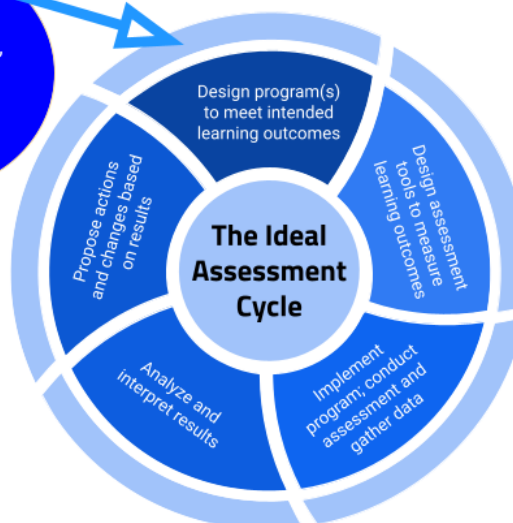 Design program(s)
to meet intended
learning outcomes
Design assessment
tools to measure
learning outcomes
Implement
program; conduct
assessment and
gather data
Analyze and
interpret results
Propose actions
and changes based
on results
The Ideal
Assessment
Cycle